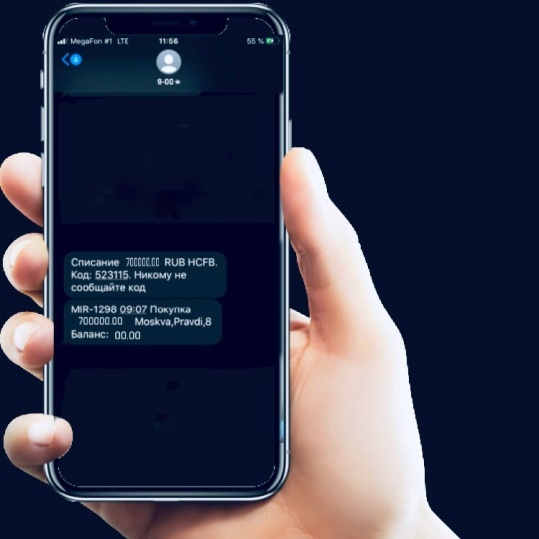 MegaFon #1 LTE 11:56 55 %
4
9-00*
Списание 700000.00 RUB HCFB.
Код: 523115. Никому не
сообщайте код
MIR-1298 09:07 Покупка
700000.00 Moskva,Pravdi,8
Баланс: 00.00